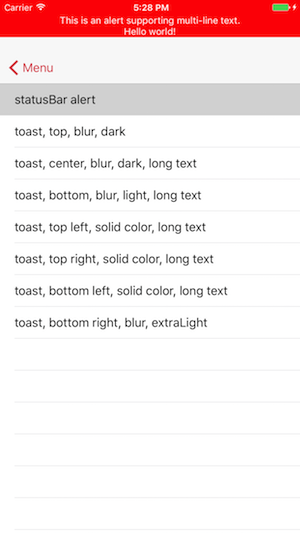 Carrier 5:28 PM
This is an alert supporting multi-line text.
Hello world!
Menu
statusBar alert
toast, top, blur, dark
toast, center, blur, dark, long text
toast, bottom, blur, light, long text
toast, top left, solid color, long text
toast, top right, solid color, long text
toast, bottom left, solid color, long text
toast, bottom right, blur, extraLight